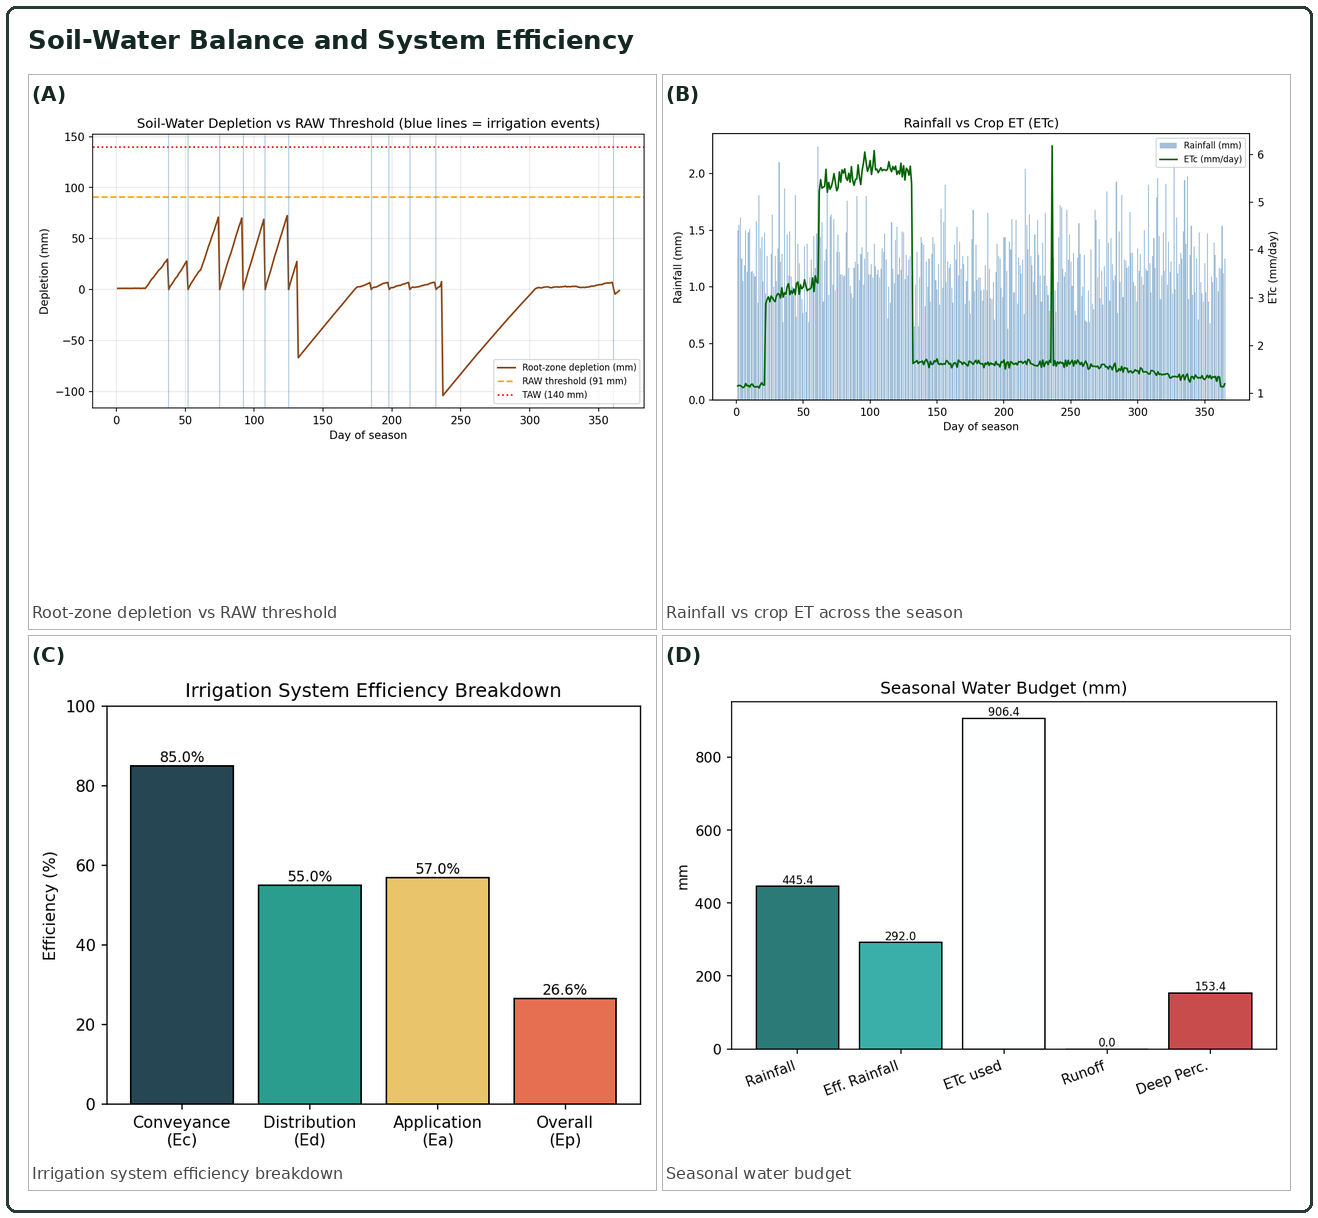 Soil-Water Balance and System Efficiency
(A)
Soil-Water Depletion vs RAW Threshold (blue lines = irrigation events)
150
100
50
0
−50
−100
Depletion (mm)
0 50 100 150 200 250 300 350
Day of season
Root-zone depletion (mm)
RAW threshold (91 mm)
TAW (140 mm)
Root-zone depletion vs RAW threshold
(B)
Rainfall vs Crop ET (ETc)
2.0
1.5
1.0
0.5
0.0
Rainfall (mm)
6
5
4
3
2
1
ETc (mm/day)
0 50 100 150 200 250 300 350
Day of season
Rainfall (mm)
ETc (mm/day)
Rainfall vs crop ET across the season
(C)
Irrigation System Efficiency Breakdown
100
80
60
40
20
0
Efficiency (%)
85.0%
55.0%
57.0%
26.6%
Conveyance
(Ec)
Distribution
(Ed)
Application
(Ea)
Overall
(Ep)
Irrigation system efficiency breakdown
(D)
Seasonal Water Budget (mm)
800
600
400
200
0
mm
445.4
292.0
906.4
0.0
153.4
Rainfall
Eff. Rainfall
ETc used
Runoff
Deep Perc.
Seasonal water budget